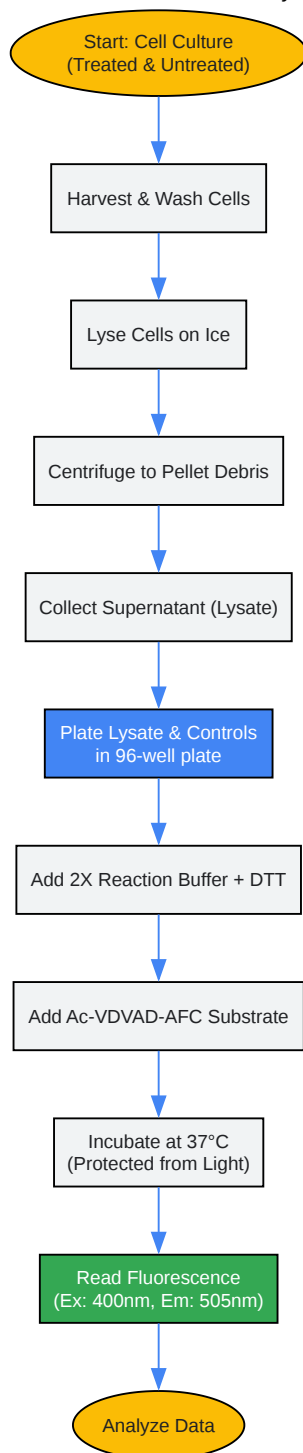 Start: Cell Culture
(Treated & Untreated)
Harvest & Wash Cells
Lyse Cells on Ice
Centrifuge to Pellet Debris
Collect Supernatant (Lysate)
Plate Lysate & Controls
in 96-well plate
Add 2X Reaction Buffer + DTT
Add Ac-VDVAD-AFC Substrate
Incubate at 37°C
(Protected from Light)
Read Fluorescence
(Ex: 400nm, Em: 505nm)
Analyze Data